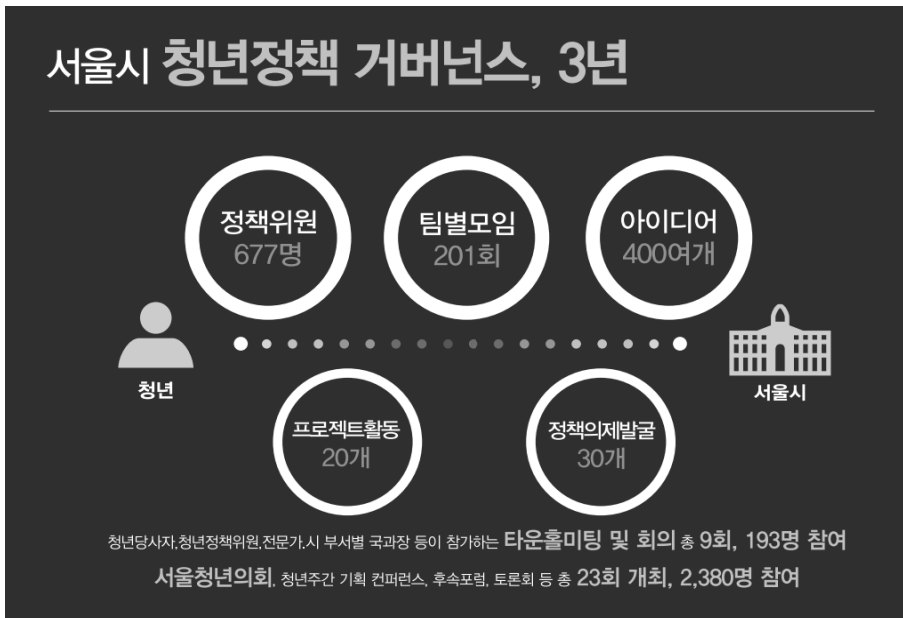 서울시 청년정책 거버넌스, 3년
정책위원
677명
팀별모임
201회
아이디어
400여개
청년
서울시
프로젝트활동
20개
정책의제발굴
30개
청년당사자,청년정책위원,전문가.시 부서별 국과장 등이 참가하는 타운홀미팅 및 회의 총 9회, 193명 참여
서울청년의회, 청년주간 기획 컨퍼런스, 후속포럼, 토론회 등 총 23회 개최, 2,380명 참여